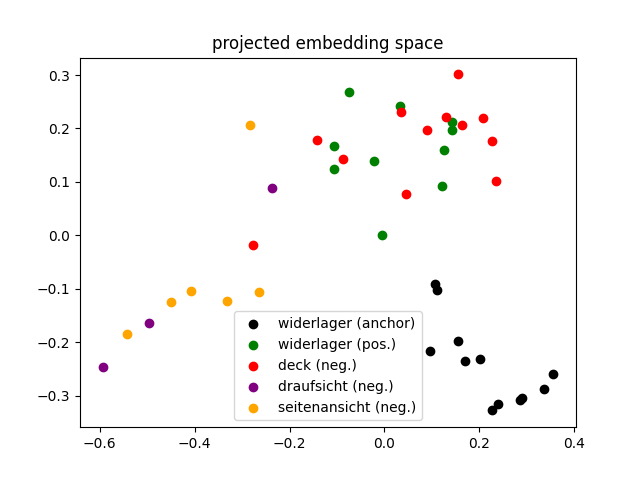 projected embedding space
0.3
0.2
0.1
0.0
−0.1
−0.2
−0.3
widerlager (anchor)
widerlager (pos.)
deck (neg.)
draufsicht (neg.)
seitenansicht (neg.)
−0.6 −0.4 −0.2 0.0 0.2 0.4